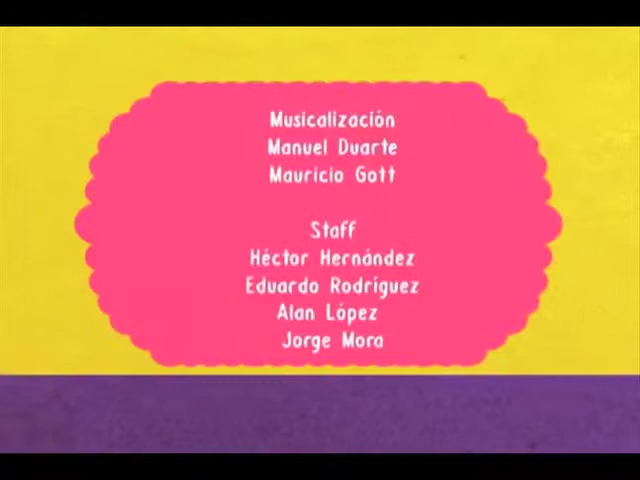 Musicalización
Manuel Duarte
Mauricio Gott
Staff
Héctor Hernández
Eduardo Rodríguez
Alan López
Jorge Mora